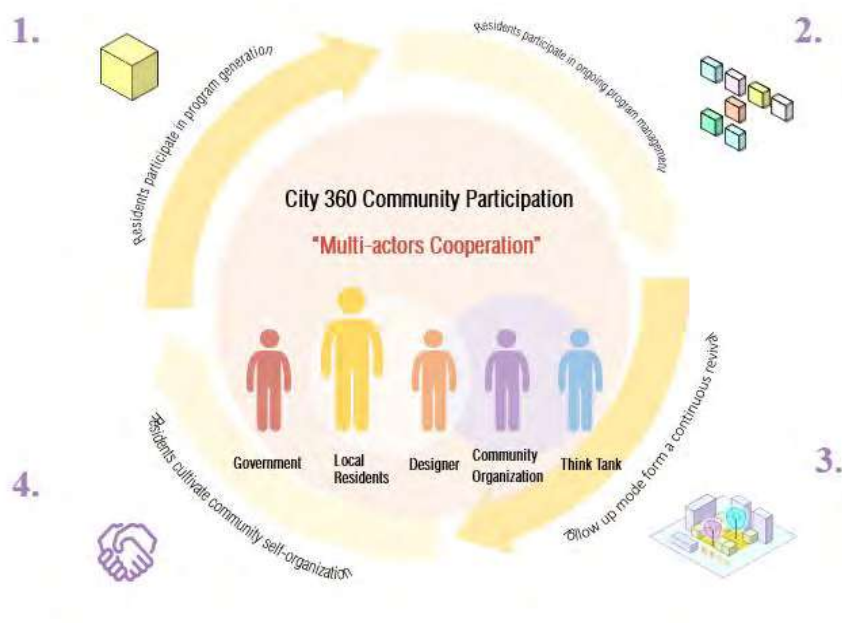 1.
Residents participate in program generation
Residents participate in ongoing program management
2.
City 360 Community Participation
"Multi-actors Cooperation"
Government
Local
Residents
Designer
Community
Organization
Think Tank
follow up mode form a continuous revival
3.
4.
Residents cultivate community self-organization